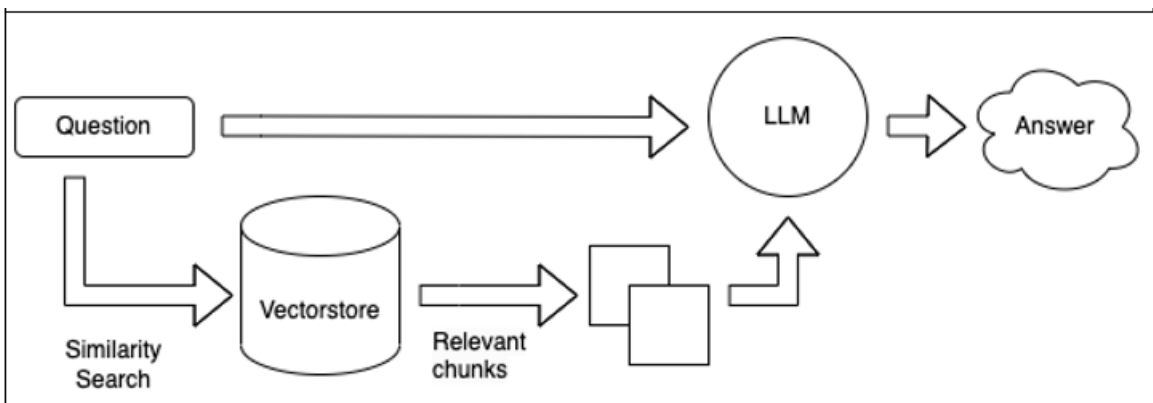 Question
LLM
Answer
Vectorstore
Similarity
Search
Relevant
chunks